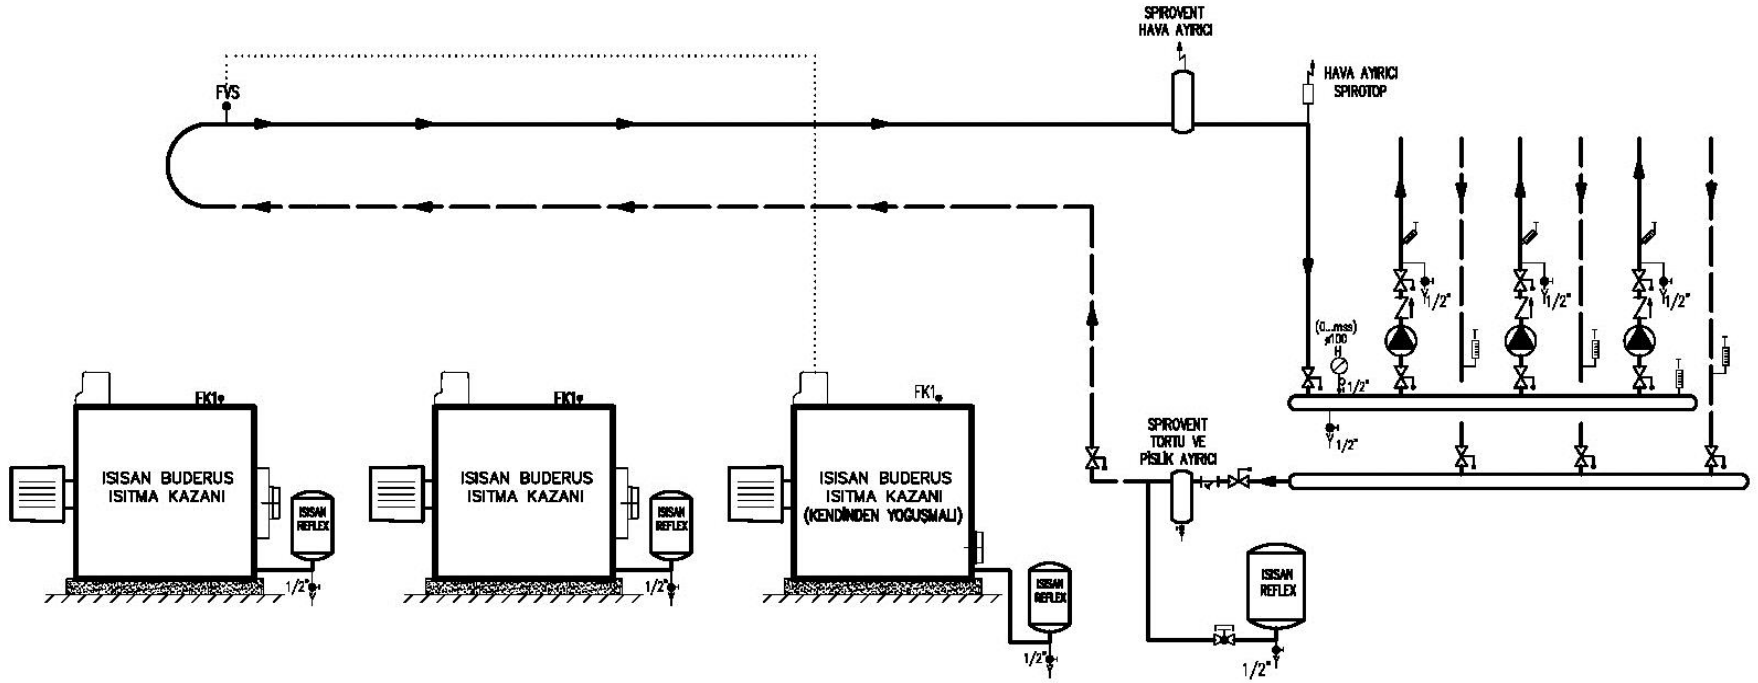 SPIROVENT
HAVA AYIRICI
HAVA AYIRICI
SPIROTOP
FVS
1/2"
1/2"
1/2"
(0...mss)
ø100
H
1/2"
1/2"
FK1
FK1
FK1
SPIROVENT
TORTU VE
PİSLİK AYIRICI
ISISAN BUDERUS
ISITMA KAZANI
ISISAN BUDERUS
ISITMA KAZANI
ISISAN BUDERUS
ISITMA KAZANI
(KENDİNDEN YOĞUŞMALI)
ISISAN
REFLEX
ISISAN
REFLEX
ISISAN
REFLEX
ISISAN
REFLEX
1/2"
1/2"
1/2"
1/2"